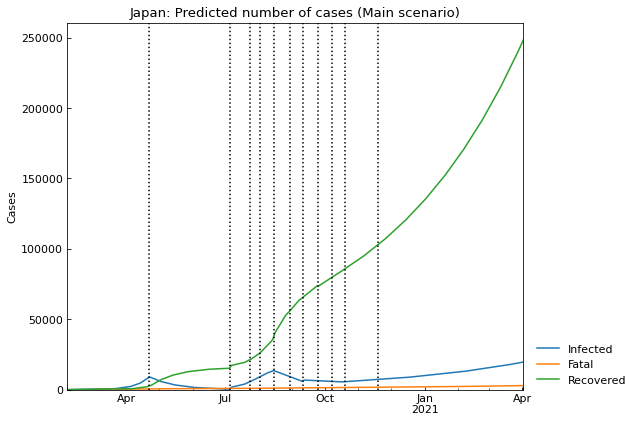 Japan: Predicted number of cases (Main scenario)
250000
200000
150000
100000
50000
0
Cases
Apr
Jul
Oct
Jan
2021
Apr
Infected
Fatal
Recovered